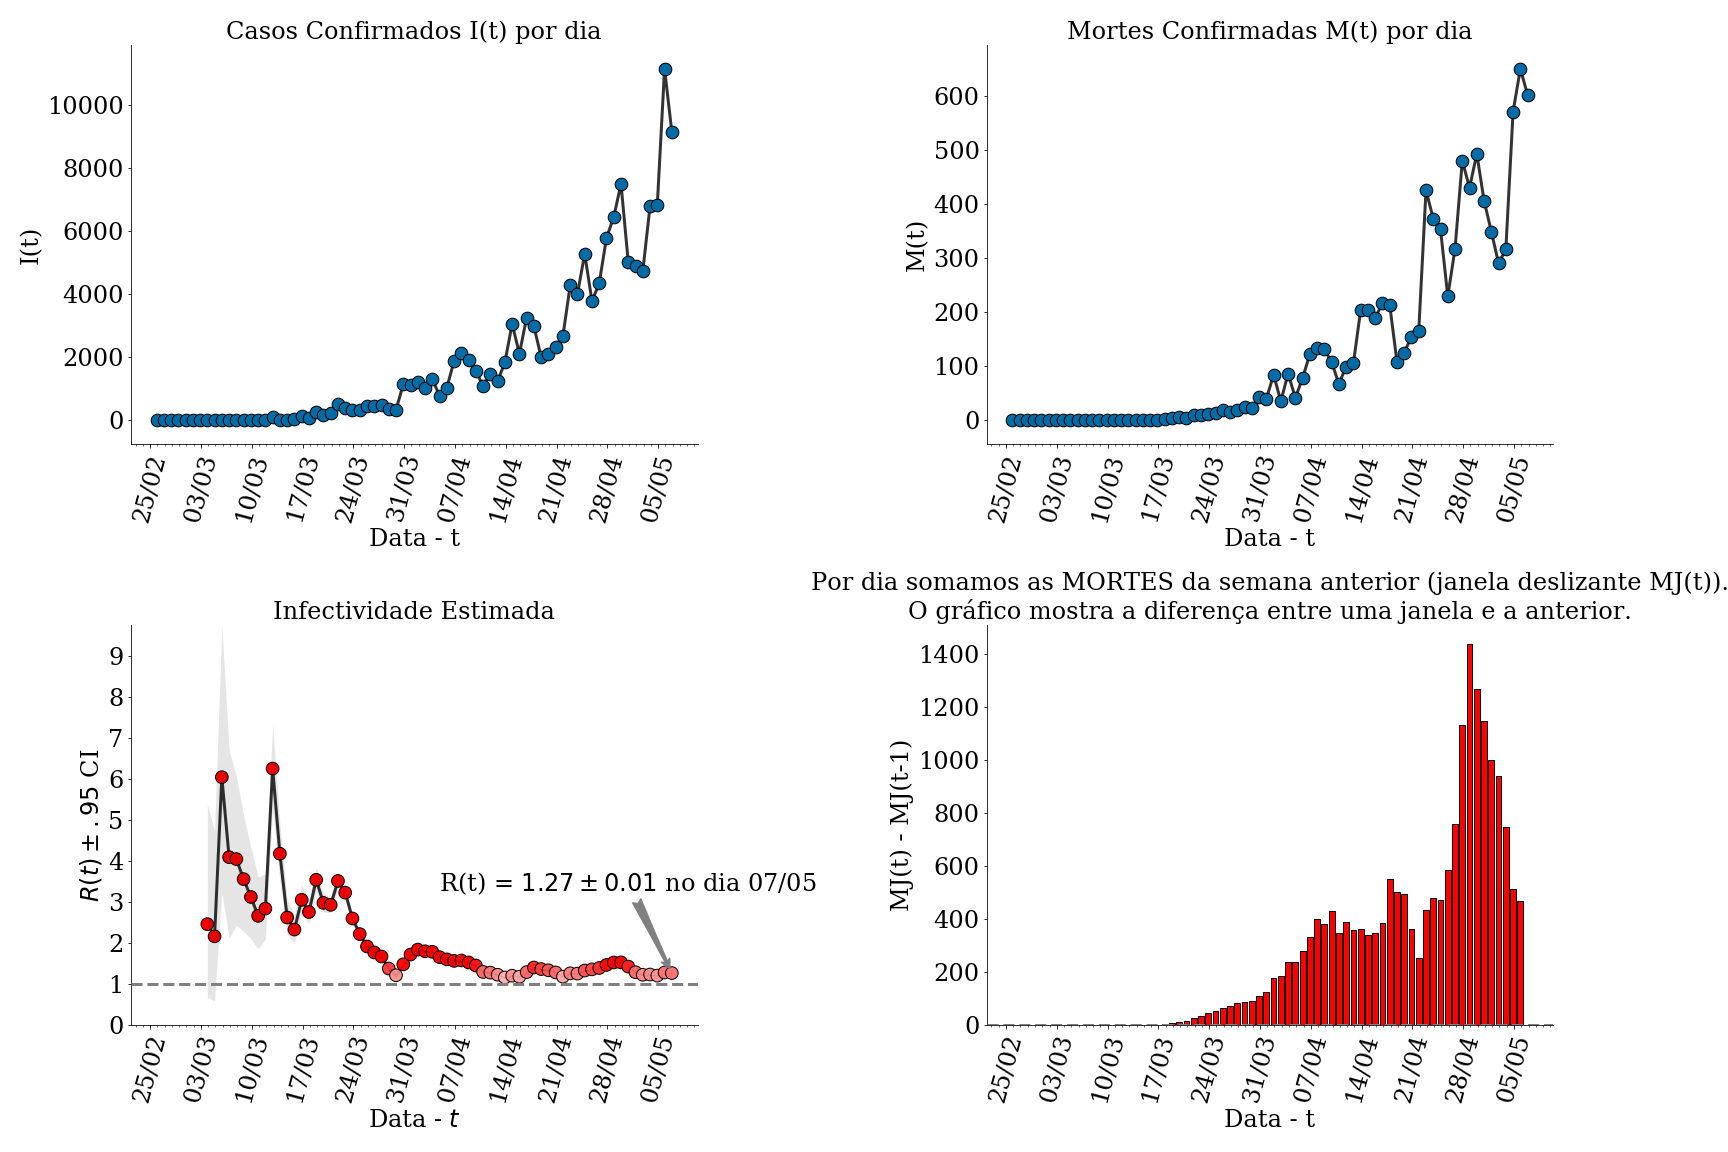 Casos Confirmados I(t) por dia
I(t)
10000
8000
6000
4000
2000
0
25/02 03/03 10/03 17/03 24/03 31/03 07/04 14/04 21/04 28/04 05/05
Data - t
Mortes Confirmadas M(t) por dia
M(t)
600
500
400
300
200
100
0
25/02 03/03 10/03 17/03 24/03 31/03 07/04 14/04 21/04 28/04 05/05
Data - t
Infectividade Estimada
R(t) ± .95 CI
9
8
7
6
5
4
3
2
1
0
R(t) = 1.27 ± 0.01 no dia 07/05
25/02 03/03 10/03 17/03 24/03 31/03 07/04 14/04 21/04 28/04 05/05
Data - t
Por dia somamos as MORTES da semana anterior (janela deslizante MJ(t)).
O gráfico mostra a diferença entre uma janela e a anterior.
MJ(t) - MJ(t-1)
1400
1200
1000
800
600
400
200
0
25/02 03/03 10/03 17/03 24/03 31/03 07/04 14/04 21/04 28/04 05/05
Data - t